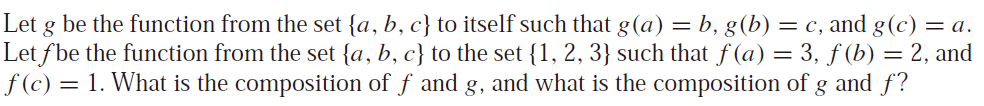 Let g be the function from the set {a, b, c} to itself such that g(a) = b, g(b) = c, and g(c) = a.
Let f be the function from the set {a, b, c} to the set {1, 2, 3} such that f(a) = 3, f(b) = 2, and
f(c) = 1. What is the composition of f and g, and what is the composition of g and f?